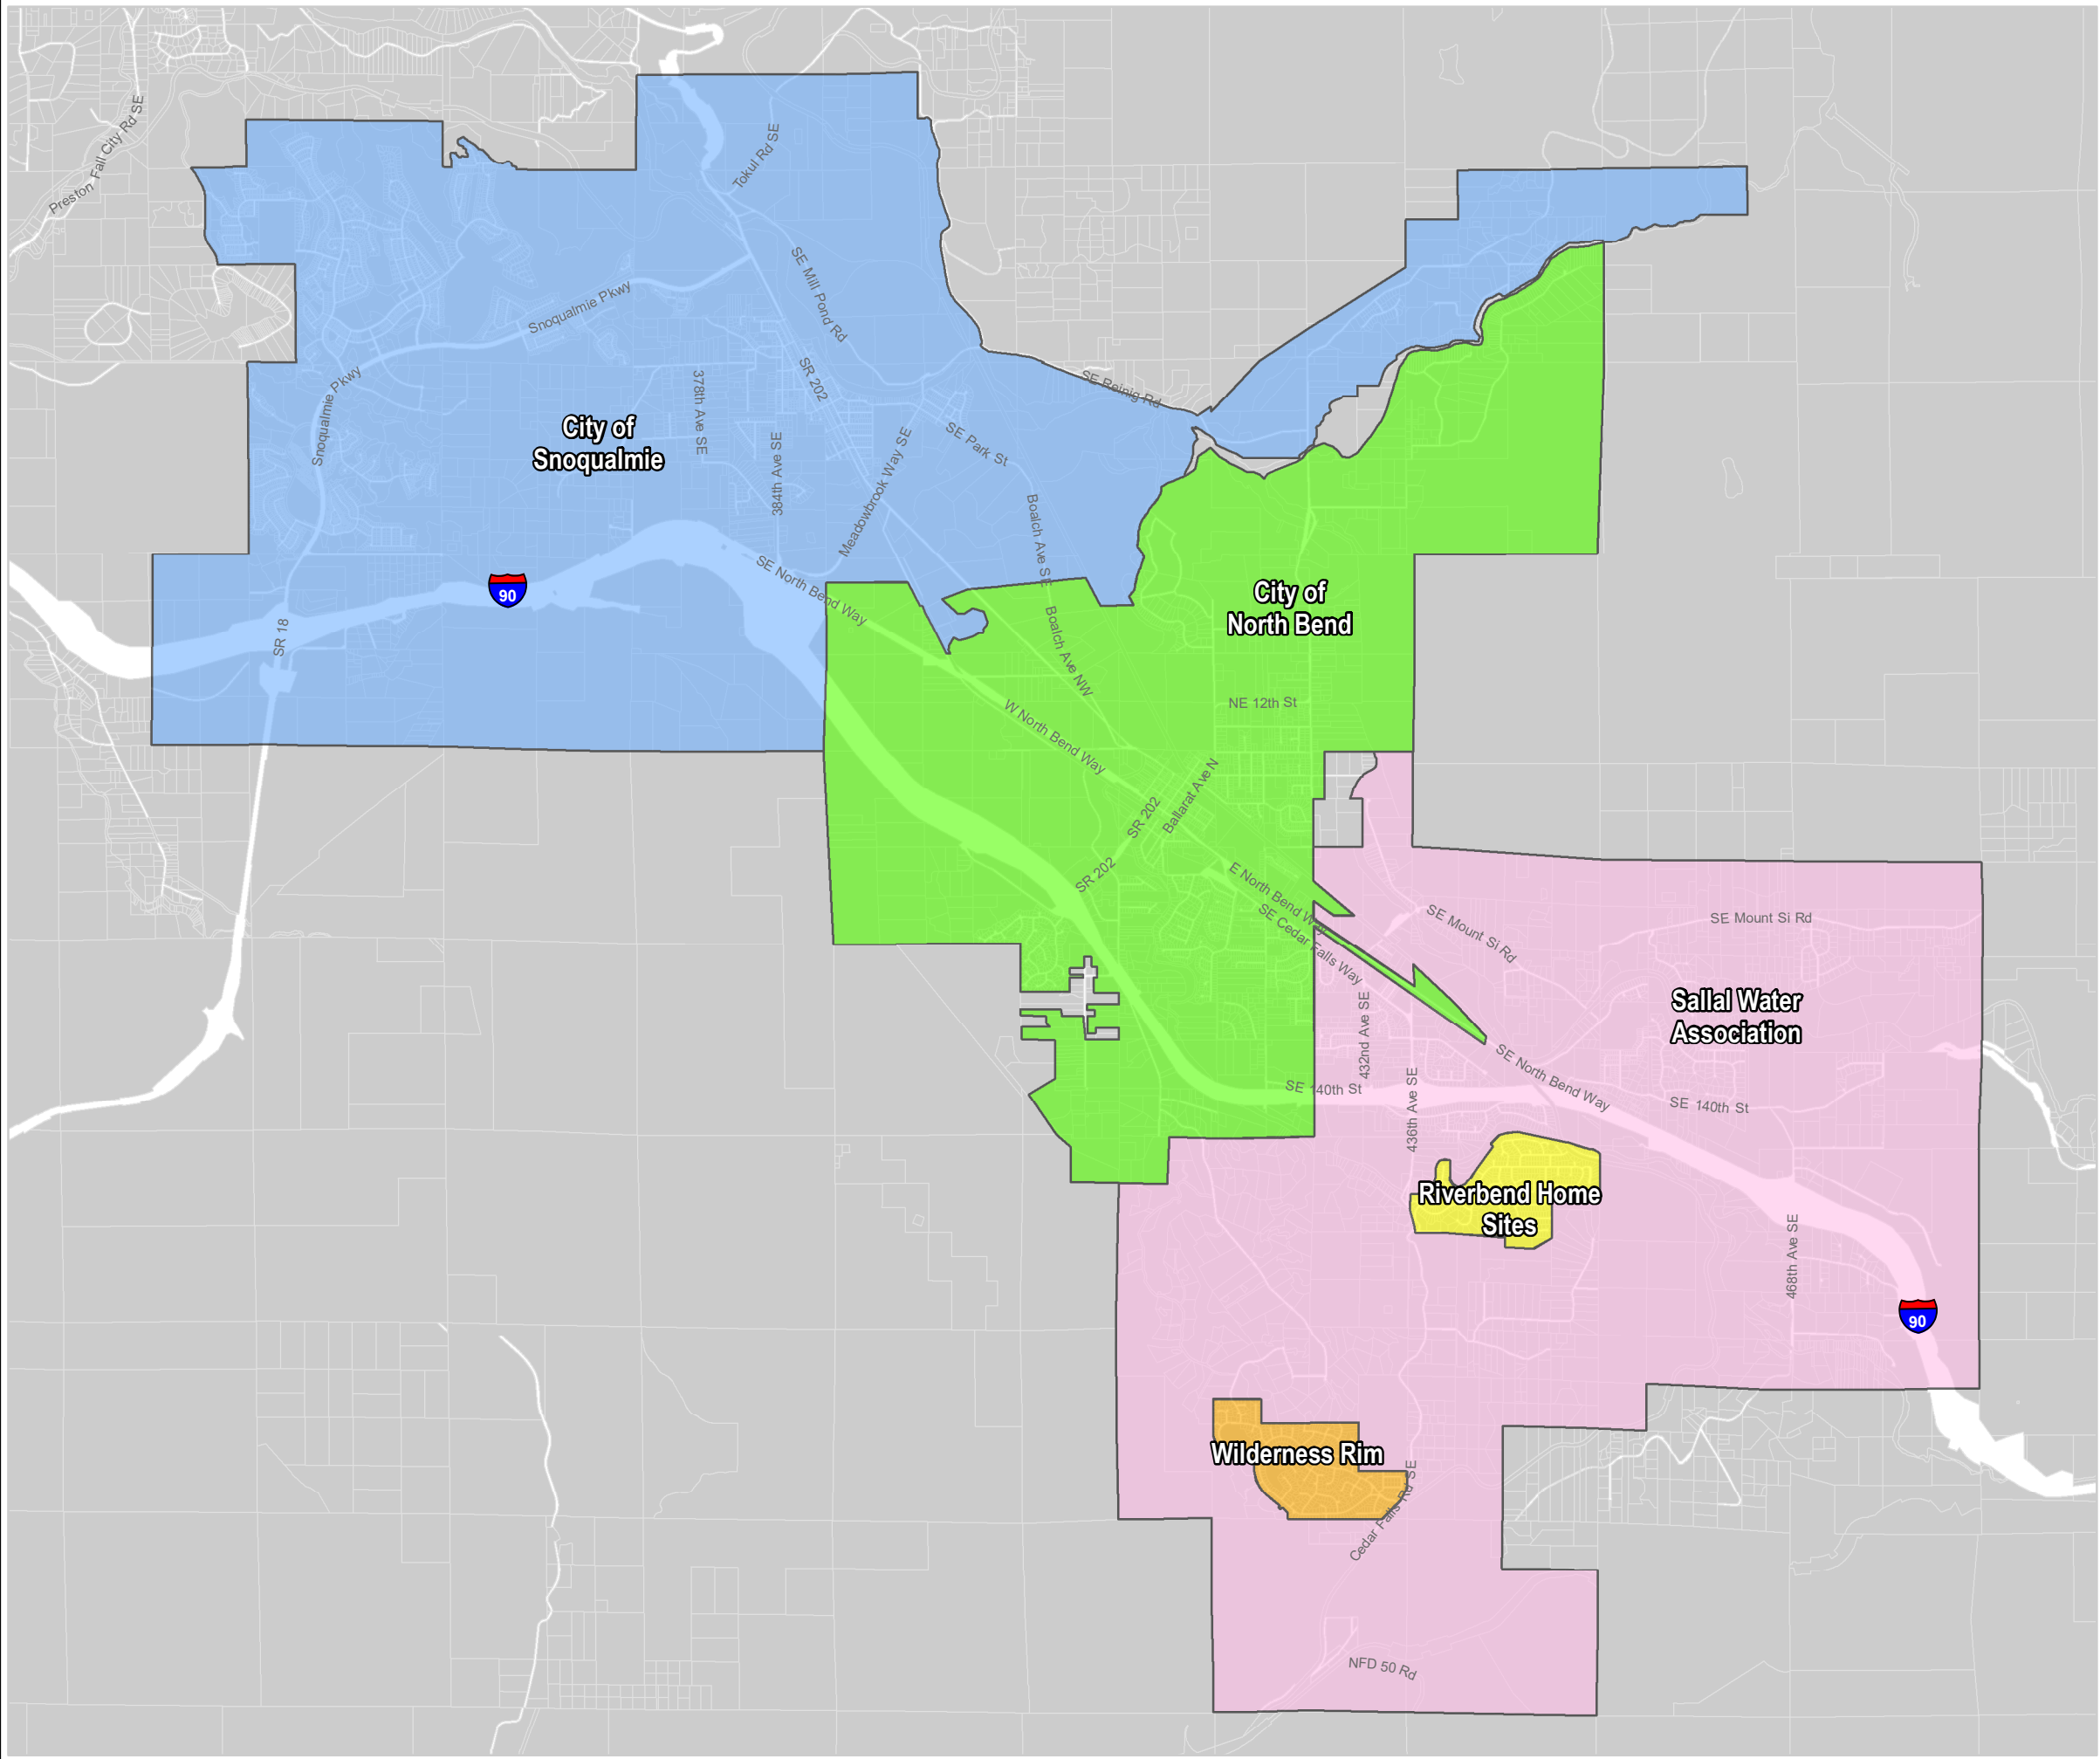 Preston Fall City Rd SE
Tokul Rd SE
SE Mill Pond Rd
Snoqualmie Pkwy
SR 202
378th Ave SE
Snoqualmie Pkwy
SE Reinig Rd
City of
Snoqualmie
384th Ave SE
Meadowbrook Way SE
SE Park St
Boalch Ave SE
90
SE North Bend Way
City of
North Bend
SR 18
Boalch Ave NW
NE 12th St
W North Bend Way
SR 202
Ballarat Ave N
SR 202
E North Bend Way
SE Cedar Falls Way
SE Mount Si Rd
SE Mount Si Rd
Sallal Water
Association
432nd Ave SE
SE North Bend Way
SE 140th St
436th Ave SE
SE 140th St
Riverbend Home
Sites
468th Ave SE
90
Wilderness Rim
Cedar Falls Rd SE
NFD 50 Rd